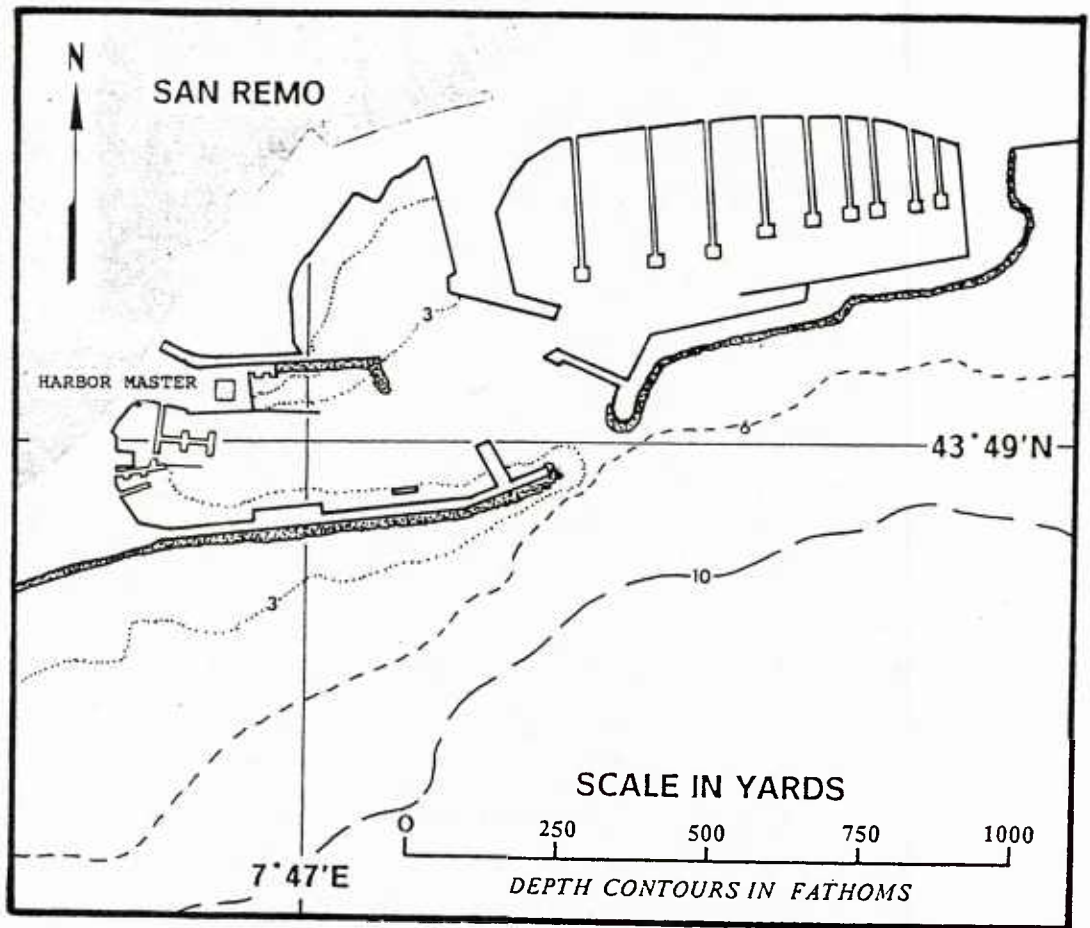 N
SAN REMO
3
HARBOR MASTER
6
43°49'N
10
3
SCALE IN YARDS
0 250 500 750 1000
7°47'E
DEPTH CONTOURS IN FATHOMS